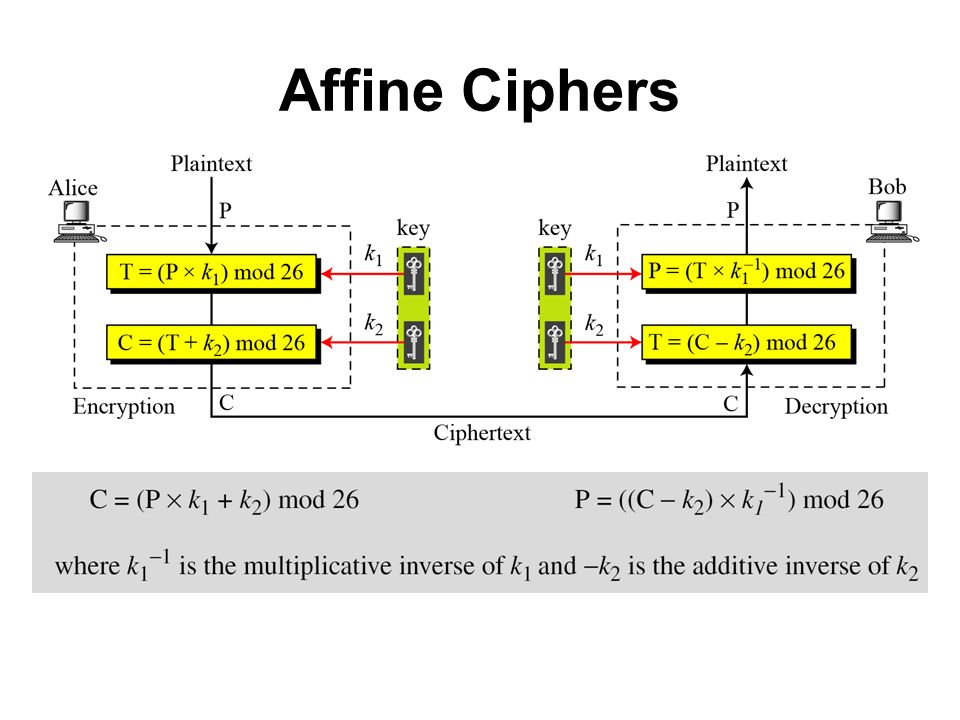 Affine Ciphers
Plaintext
Plaintext
Alice
Bob
P
P
key
key
k₁
k₁
T = (P × k₁) mod 26
P = (T × k₁⁻¹) mod 26
k₂
k₂
C = (T + k₂) mod 26
T = (C – k₂) mod 26
Encryption
C
C
Decryption
Ciphertext
C = (P × k₁ + k₂) mod 26
P = ((C − k₂) × k₁⁻¹) mod 26
where k₁⁻¹ is the multiplicative inverse of k₁ and −k₂ is the additive inverse of k₂